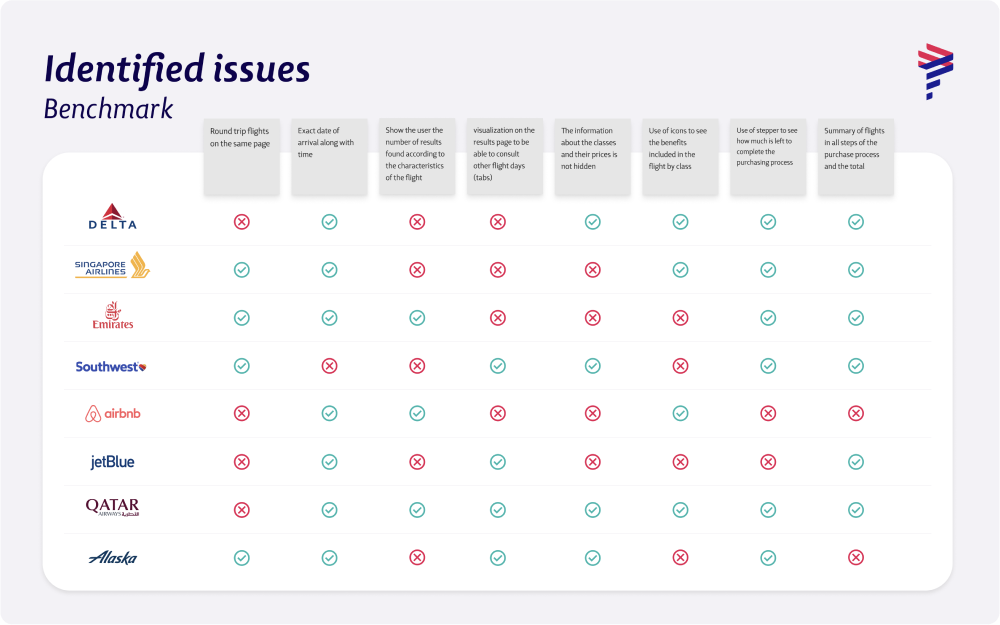 Identified issues
Benchmark
Round trip flights
on the same page
Exact date of
arrival along with
time
Show the user the
number of results
found according to
the characteristics
of the flight
visualization on the
results page to be
able to consult
other flight days
(tabs)
The information
about the classes
and their prices is
not hidden
Use of icons to see
the benefits
included in the
flight by class
Use of stepper to see
how much is left to
complete the
purchasing process
Summary of flights
in all steps of the
purchase process
and the total
DELTA
SINGAPORE
AIRLINES
Emirates
Southwest
airbnb
jetBlue
QATAR
AIRWAYS القطرية
Alaska